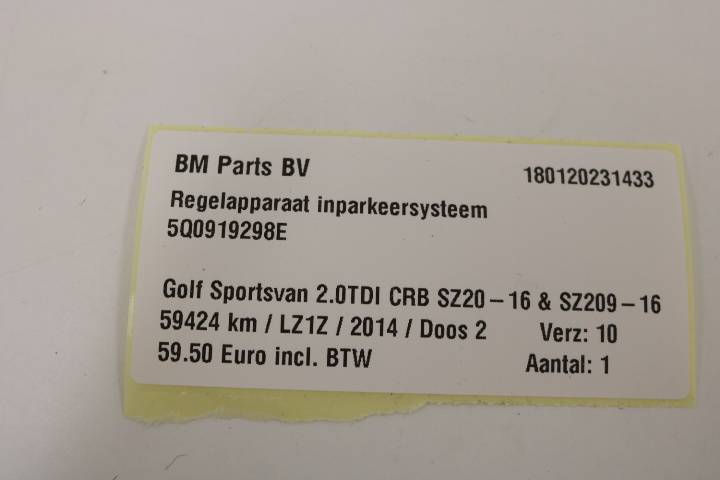 BM Parts BV 180120231433
Regelapparaat inparkeersysteem
5Q0919298E
Golf Sportsvan 2.0TDI CRB SZ20-16 & SZ209-16
59424 km / LZ1Z / 2014 / Doos 2 Verz: 10
59.50 Euro incl. BTW Aantal: 1